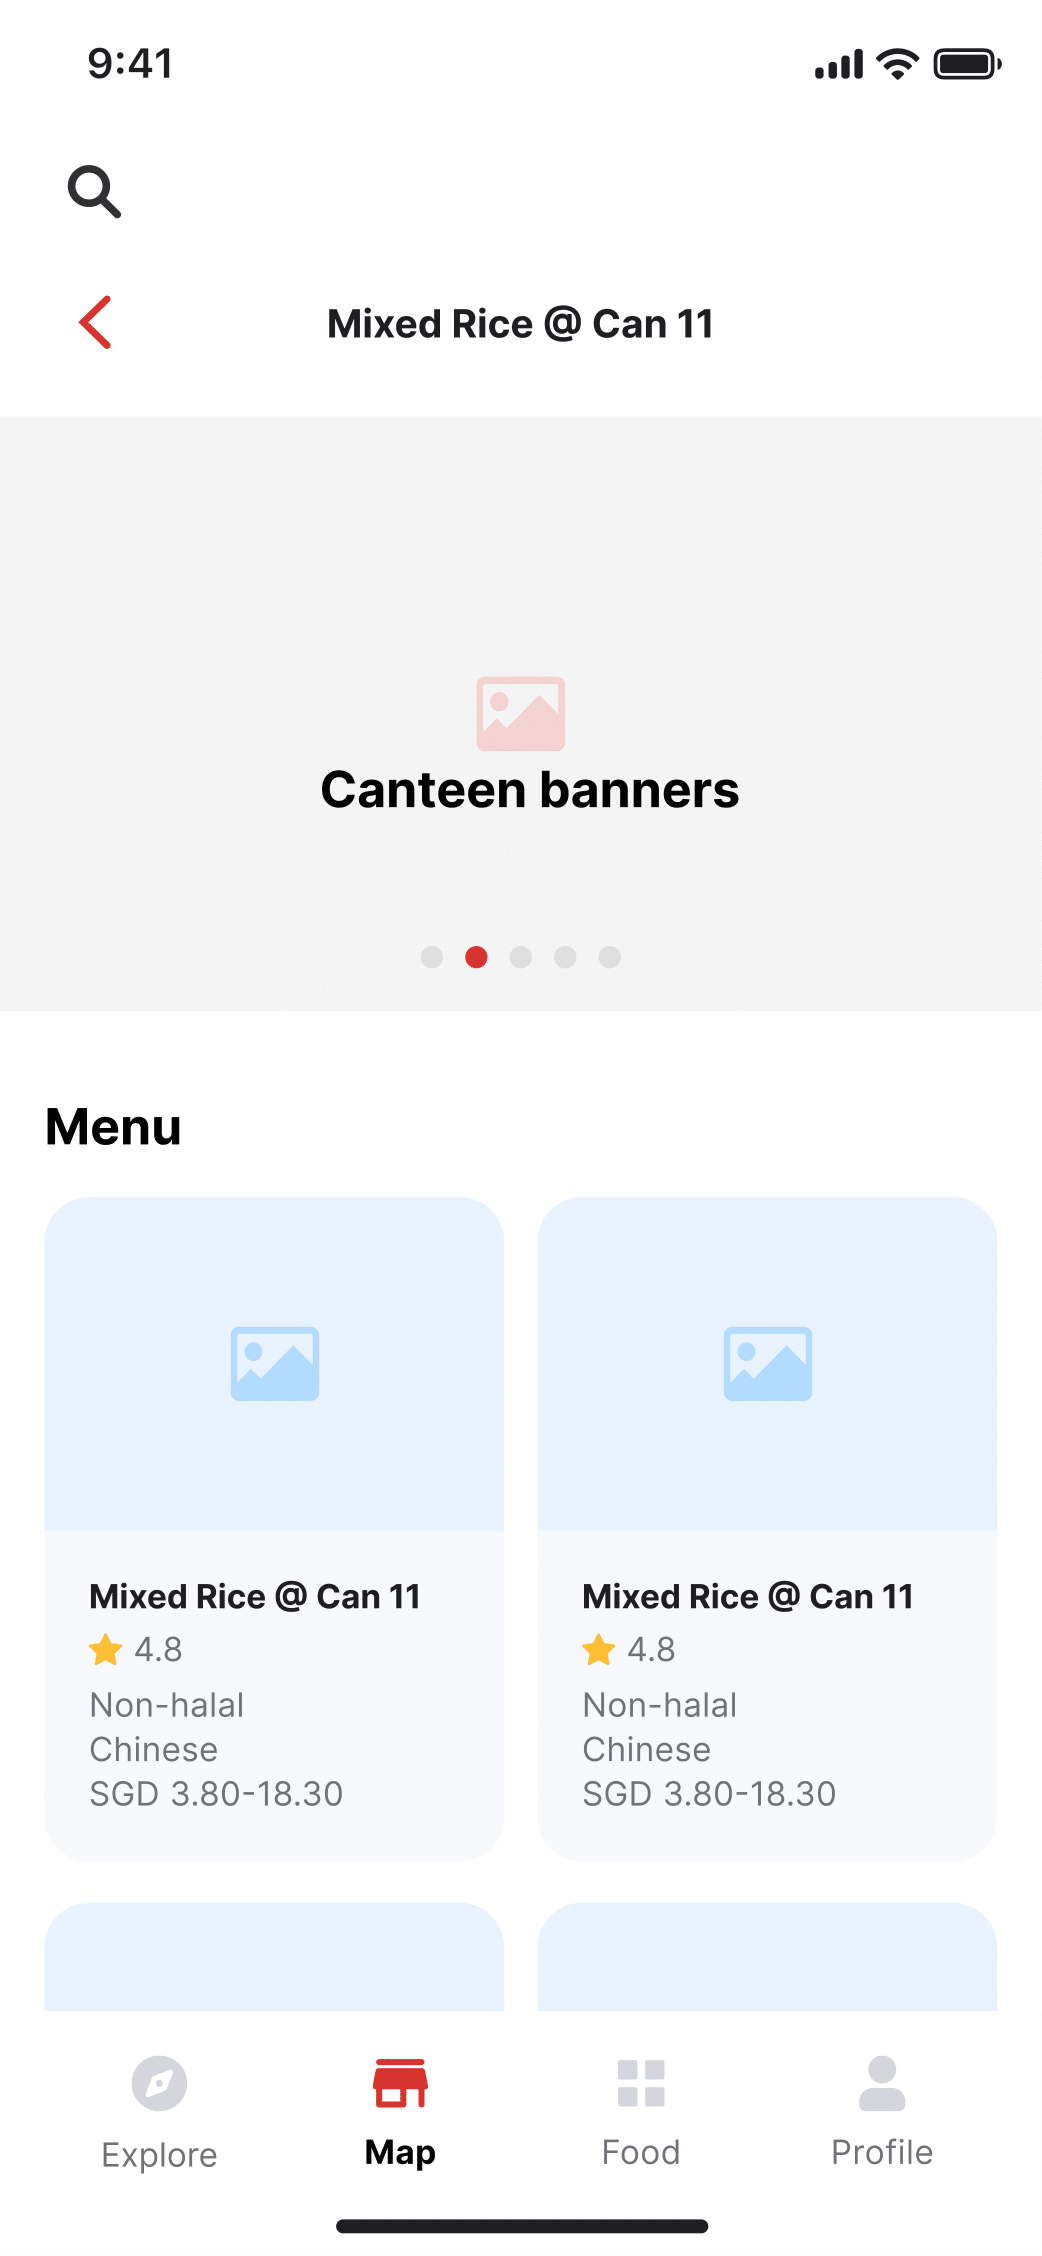 9:41
Mixed Rice @ Can 11
Canteen banners
Menu
Mixed Rice @ Can 11
4.8
Non-halal
Chinese
SGD 3.80-18.30
Mixed Rice @ Can 11
4.8
Non-halal
Chinese
SGD 3.80-18.30
Explore
Map
Food
Profile